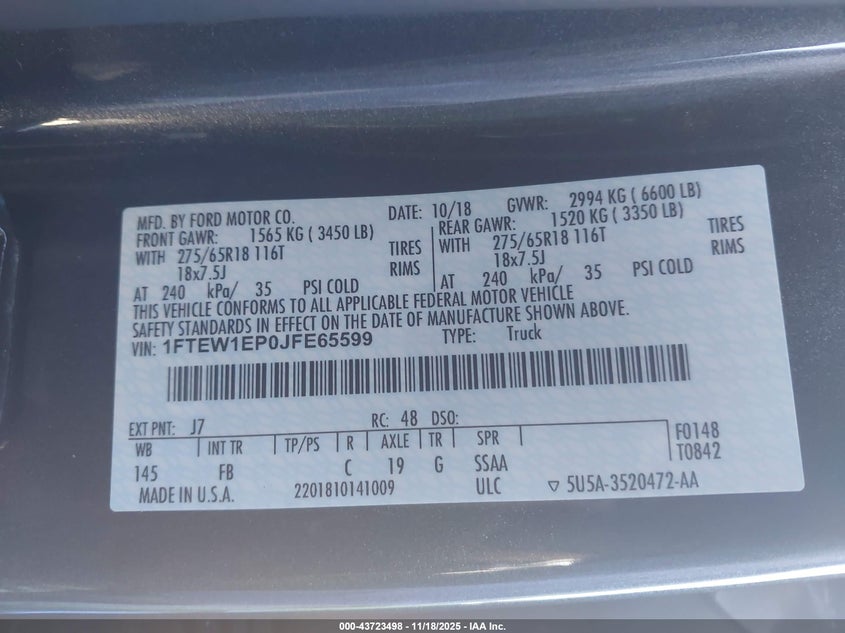 MFD. BY FORD MOTOR CO.
DATE: 10/18
GVWR: 2994 KG ( 6600 LB)
FRONT GAWR: 1565 KG ( 3450 LB)
REAR GAWR: 1520 KG ( 3350 LB)
WITH 275/65R18 116T TIRES
WITH 275/65R18 116T TIRES
18x7.5J RIMS
18x7.5J RIMS
AT 240 kPa/ 35 PSI COLD
AT 240 kPa/ 35 PSI COLD
THIS VEHICLE CONFORMS TO ALL APPLICABLE FEDERAL MOTOR VEHICLE
SAFETY STANDARDS IN EFFECT ON THE DATE OF MANUFACTURE SHOWN ABOVE.
VIN: 1FTEW1EP0JFE65599
TYPE: Truck
EXT PNT: J7 RC: 48 DSO:
WB INT TR TP/PS R AXLE TR SPR
F0148
145 FB C 19 G SSAA
T0842
MADE IN U.S.A. 2201810141009 ULC ▽ 5U5A-3520472-AA
000-43723498 - 11/18/2025 - IAA Inc.